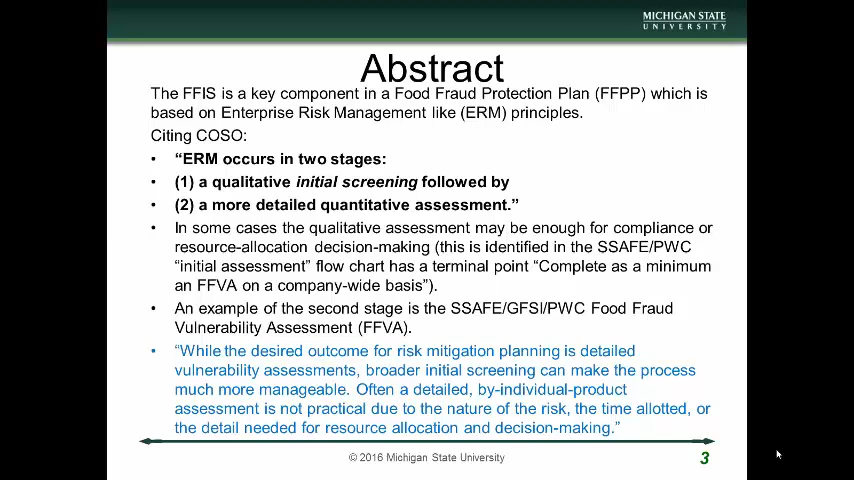 MICHIGAN STATE
UNIVERSITY
Abstract
The FFIS is a key component in a Food Fraud Protection Plan (FFPP) which is
based on Enterprise Risk Management like (ERM) principles.
Citing COSO:
• “ERM occurs in two stages:
• (1) a qualitative initial screening followed by
• (2) a more detailed quantitative assessment.”
• In some cases the qualitative assessment may be enough for compliance or
resource-allocation decision-making (this is identified in the SSAFE/PWC
“initial assessment” flow chart has a terminal point “Complete as a minimum
an FFVA on a company-wide basis”).
• An example of the second stage is the SSAFE/GFSI/PWC Food Fraud
Vulnerability Assessment (FFVA).
• “While the desired outcome for risk mitigation planning is detailed
vulnerability assessments, broader initial screening can make the process
much more manageable. Often a detailed, by-individual-product
assessment is not practical due to the nature of the risk, the time allotted, or
the detail needed for resource allocation and decision-making.”
© 2016 Michigan State University
3